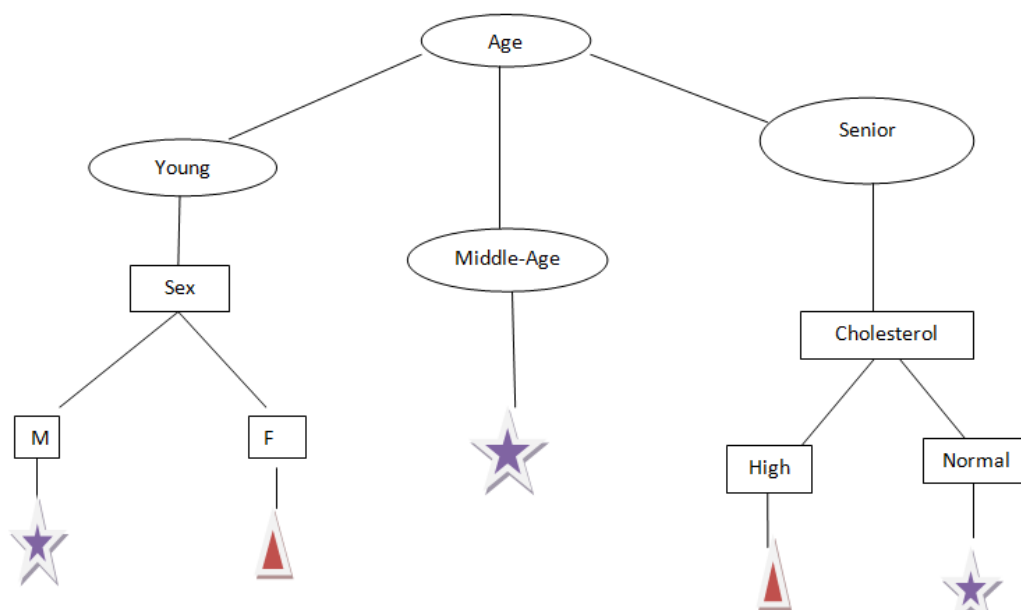 Age
Young
Middle-Age
Senior
Sex
Cholesterol
M
F
High
Normal